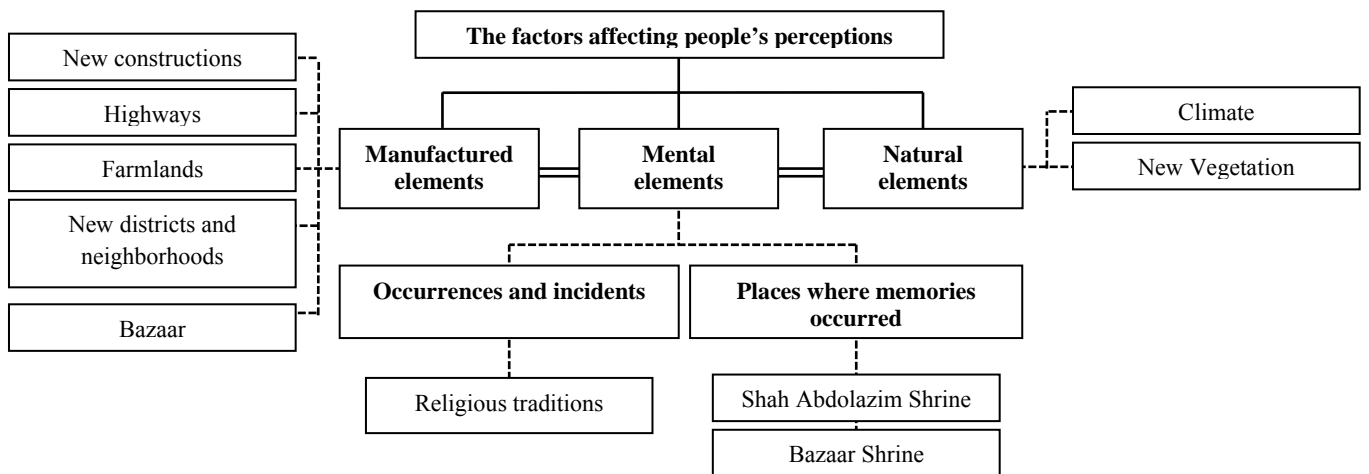 The factors affecting people’s perceptions
New constructions
Highways
Farmlands
New districts and
neighborhoods
Bazaar
Manufactured
elements
Mental
elements
Natural
elements
Climate
New Vegetation
Occurrences and incidents
Places where memories
occurred
Religious traditions
Shah Abdolazim Shrine
Bazaar Shrine